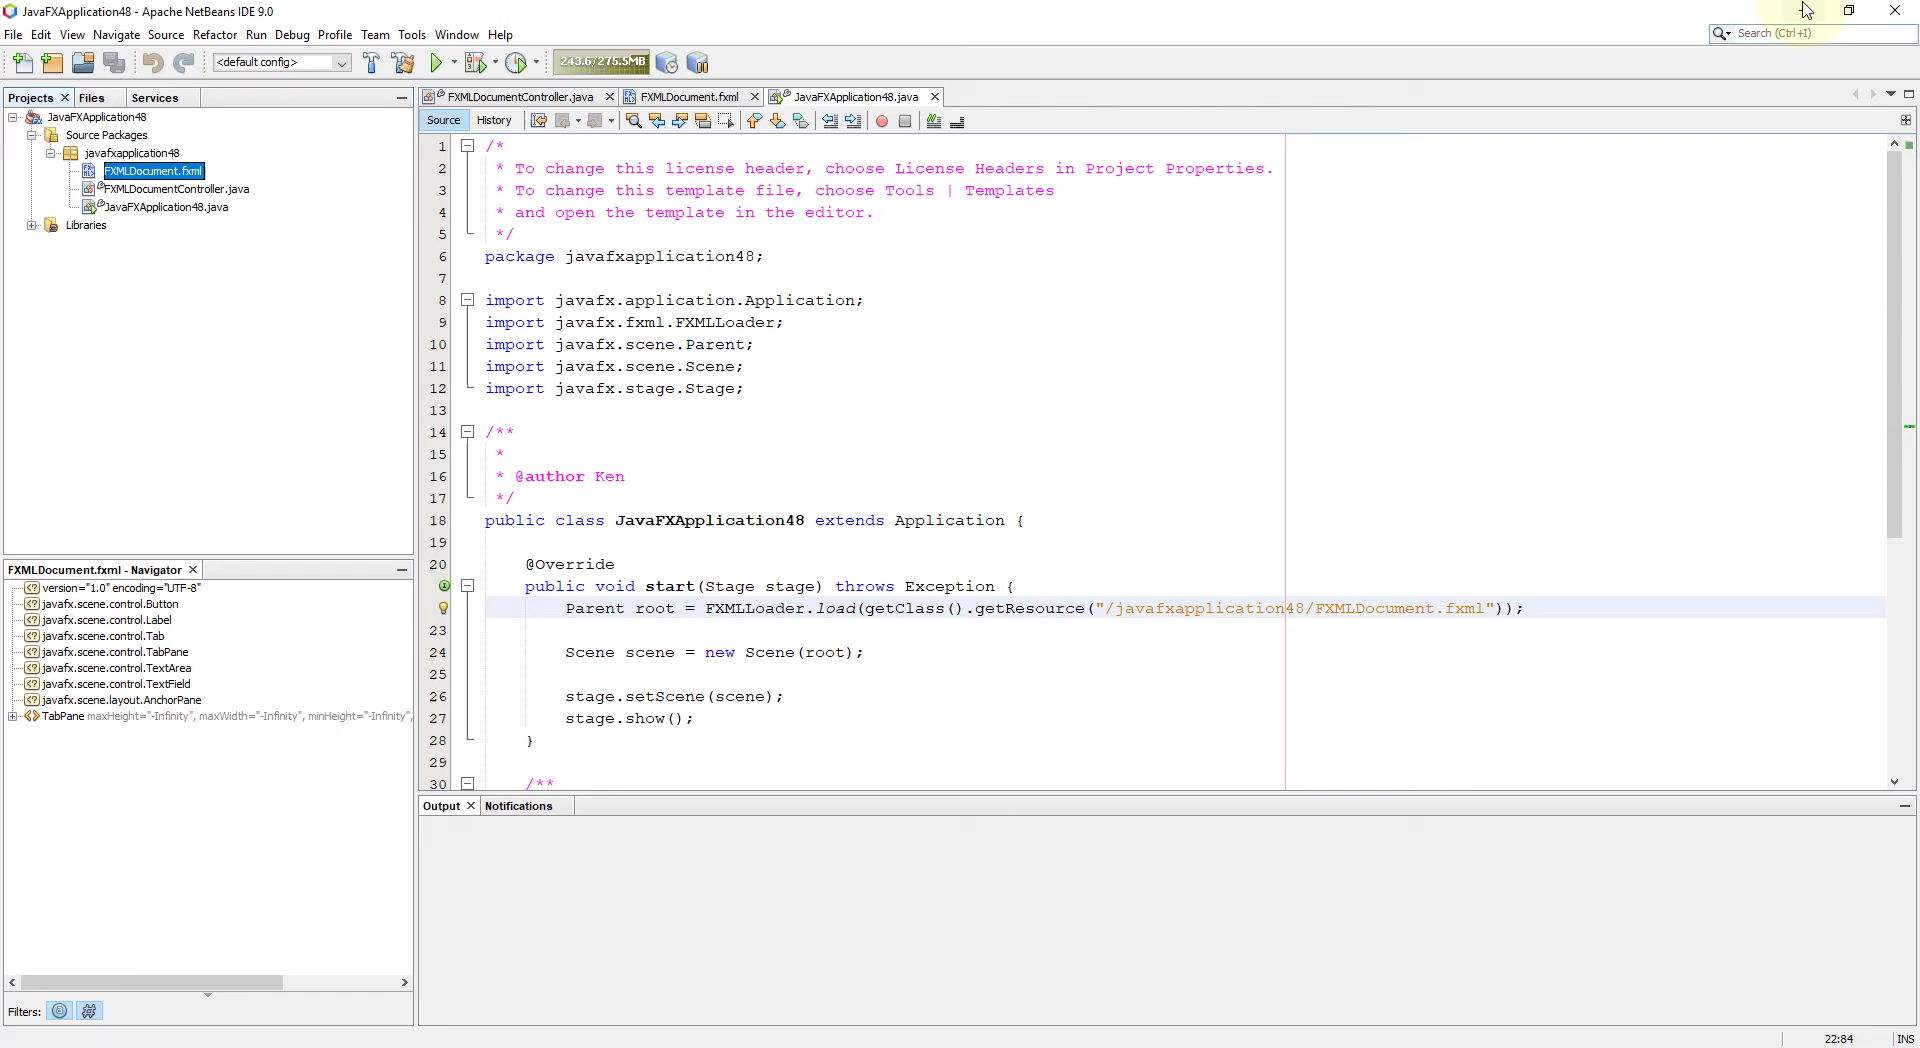 JavaFXApplication48 - Apache NetBeans IDE 9.0
File Edit View Navigate Source Refactor Run Debug Profile Team Tools Window Help
Search (Ctrl+I)
<default config>
243.6/275.5MB
Projects Files Services
JavaFXApplication48
Source Packages
javafxapplication48
FXMLDocument.fxml
FXMLDocumentController.java
JavaFXApplication48.java
Libraries
FXMLDocument.fxml - Navigator
version="1.0" encoding="UTF-8"
javafx.scene.control.Button
javafx.scene.control.Label
javafx.scene.control.Tab
javafx.scene.control.TabPane
javafx.scene.control.TextArea
javafx.scene.control.TextField
javafx.scene.layout.AnchorPane
TabPane maxHeight="-Infinity", maxWidth="-Infinity", minHeight="-Infinity",
Filters:
FXMLDocumentController.java FXMLDocument.fxml JavaFXApplication48.java
Source History
1 /*
2 * To change this license header, choose License Headers in Project Properties.
3 * To change this template file, choose Tools | Templates
4 * and open the template in the editor.
5 */
6 package javafxapplication48;
7
8 import javafx.application.Application;
9 import javafx.fxml.FXMLLoader;
10 import javafx.scene.Parent;
11 import javafx.scene.Scene;
12 import javafx.stage.Stage;
13
14 /**
15 *
16 * @author Ken
17 */
18 public class JavaFXApplication48 extends Application {
19
20 @Override
public void start(Stage stage) throws Exception {
Parent root = FXMLLoader.load(getClass().getResource("/javafxapplication48/FXMLDocument.fxml"));
23
24 Scene scene = new Scene(root);
25
26 stage.setScene(scene);
27 stage.show();
28 }
29
30 /**
Output Notifications
22:84 INS